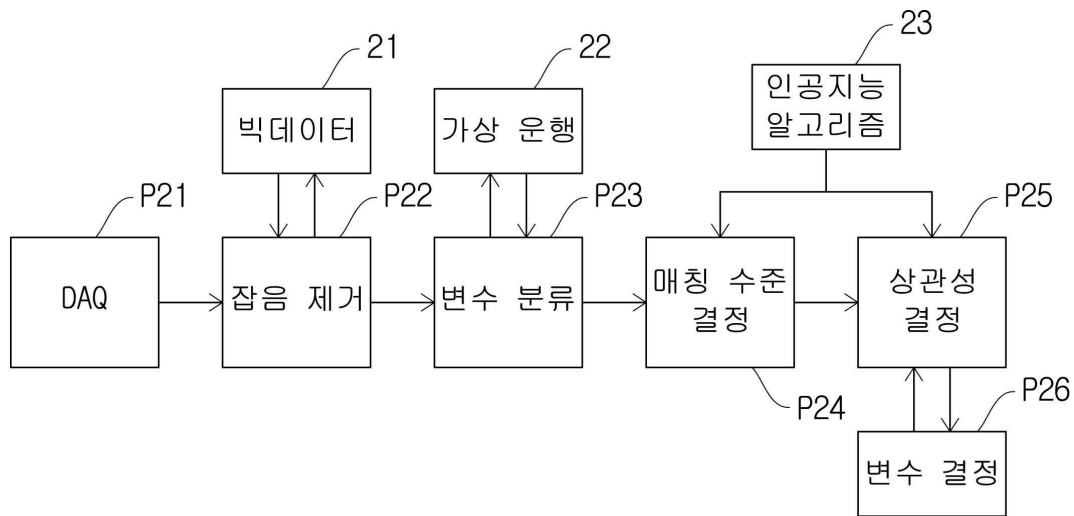 21
22
23
빅데이터
가상 운행
인공지능
알고리즘
P21
P22
P23
P25
DAQ
잡음 제거
변수 분류
매칭 수준
결정
상관성
결정
P24
P26
변수 결정